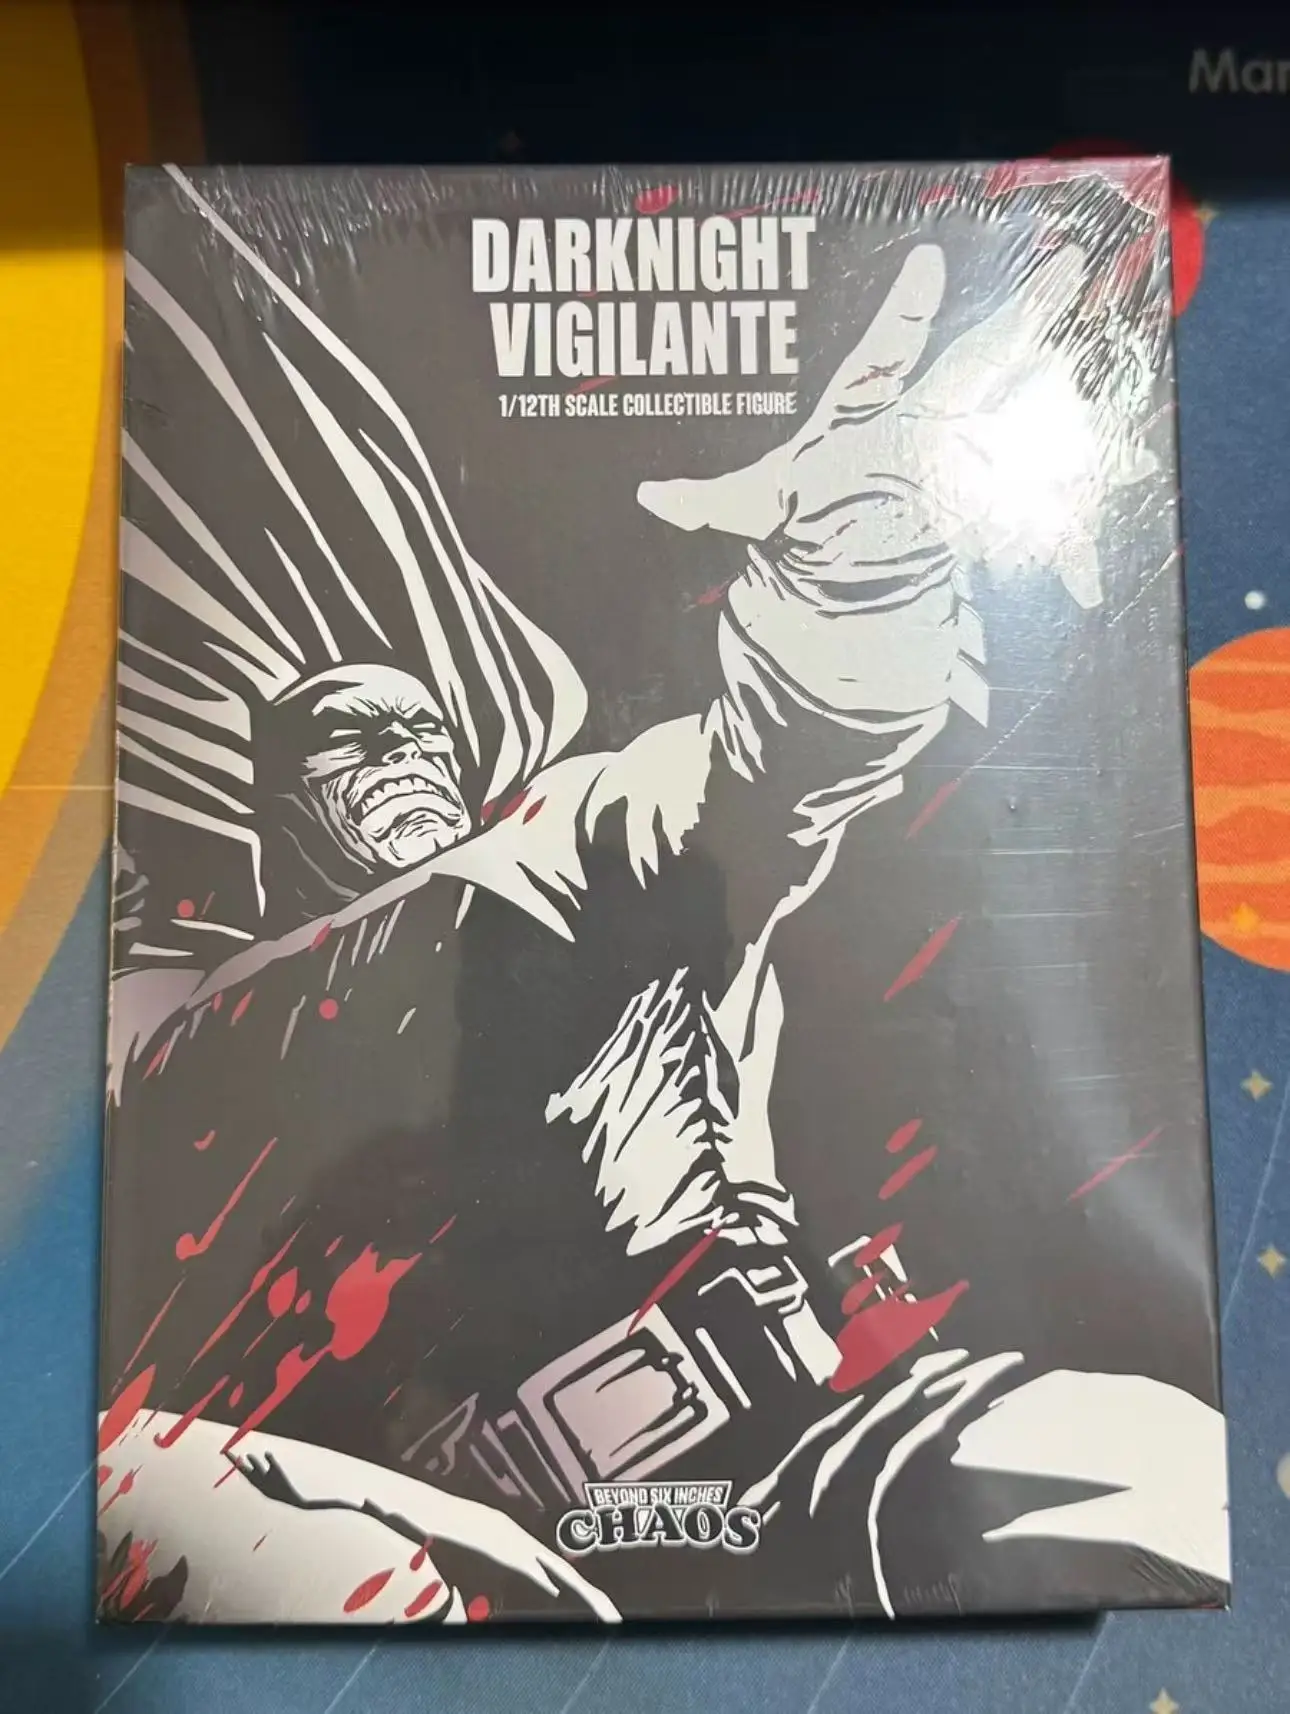 DARKNIGHT
VIGILANTE
1/12TH SCALE COLLECTIBLE FIGURE
BEYOND SIX INCHES
CHAOS